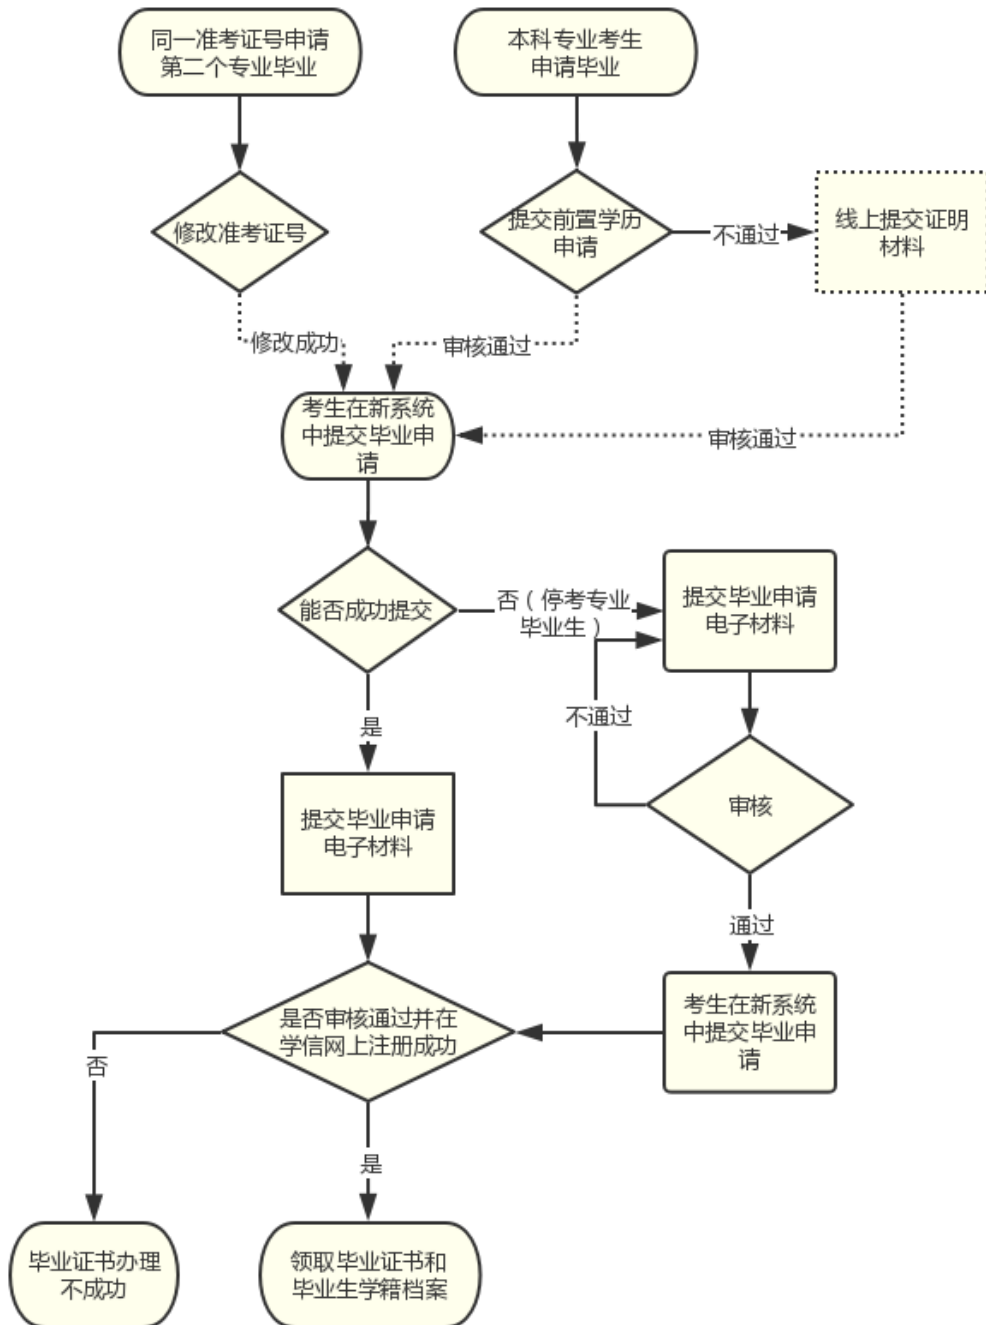 同一准考证号申请
第二个专业毕业
本科专业考生
申请毕业
修改准考证号
提交前置学历
申请
不通过
线上提交证明
材料
修改成功
审核通过
考生在新系统
中提交毕业申
请
审核通过
能否成功提交
否（停考专业
毕业生）
提交毕业申请
电子材料
不通过
是
审核
提交毕业申请
电子材料
通过
是否审核通过并在
学信网上注册成功
考生在新系统
中提交毕业申
请
否
是
毕业证书办理
不成功
领取毕业证书和
毕业生学籍档案